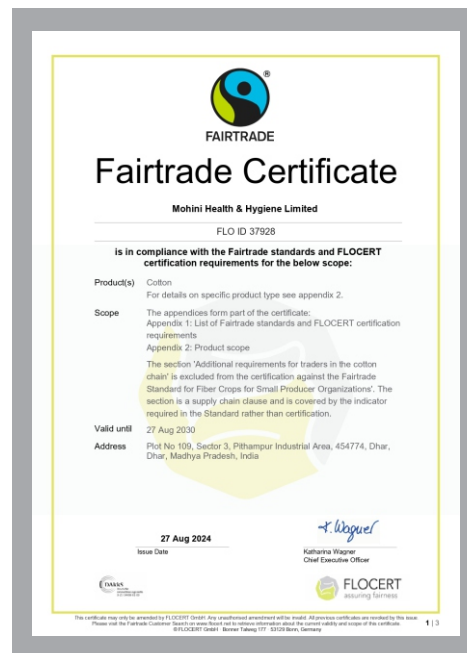 ®
FAIRTRADE
Fairtrade Certificate
Mohini Health & Hygiene Limited
FLO ID 37928
is in compliance with the Fairtrade standards and FLOCERT
certification requirements for the below scope:
Product(s) Cotton
For details on specific product type see appendix 2.
Scope The appendices form part of the certificate:
Appendix 1: List of Fairtrade standards and FLOCERT certification
requirements
Appendix 2: Product scope
The section 'Additional requirements for traders in the cotton
chain' is excluded from the certification against the Fairtrade
Standard for Fiber Crops for Small Producer Organizations'. The
section is a supply chain clause and is covered by the indicator
required in the Standard rather than certification.
Valid until 27 Aug 2030
Address Plot No 109, Sector 3, Pithampur Industrial Area, 454774, Dhar,
Dhar, Madhya Pradesh, India
K. Wagner
27 Aug 2024
Issue Date
Katharina Wagner
Chief Executive Officer
DAkkS
FLOCERT
assuring fairness
This certificate may only be amended by FLOCERT GmbH. Any unauthorised amendment will be invalid. All previous certificates are revoked by this issue.
Please visit the Fairtrade Customer Search on www.flocert.net to retrieve information about the current validity and scope of this certificate.
©FLOCERT GmbH · Bonner Talweg 177 · 53129 Bonn, Germany
1 | 3